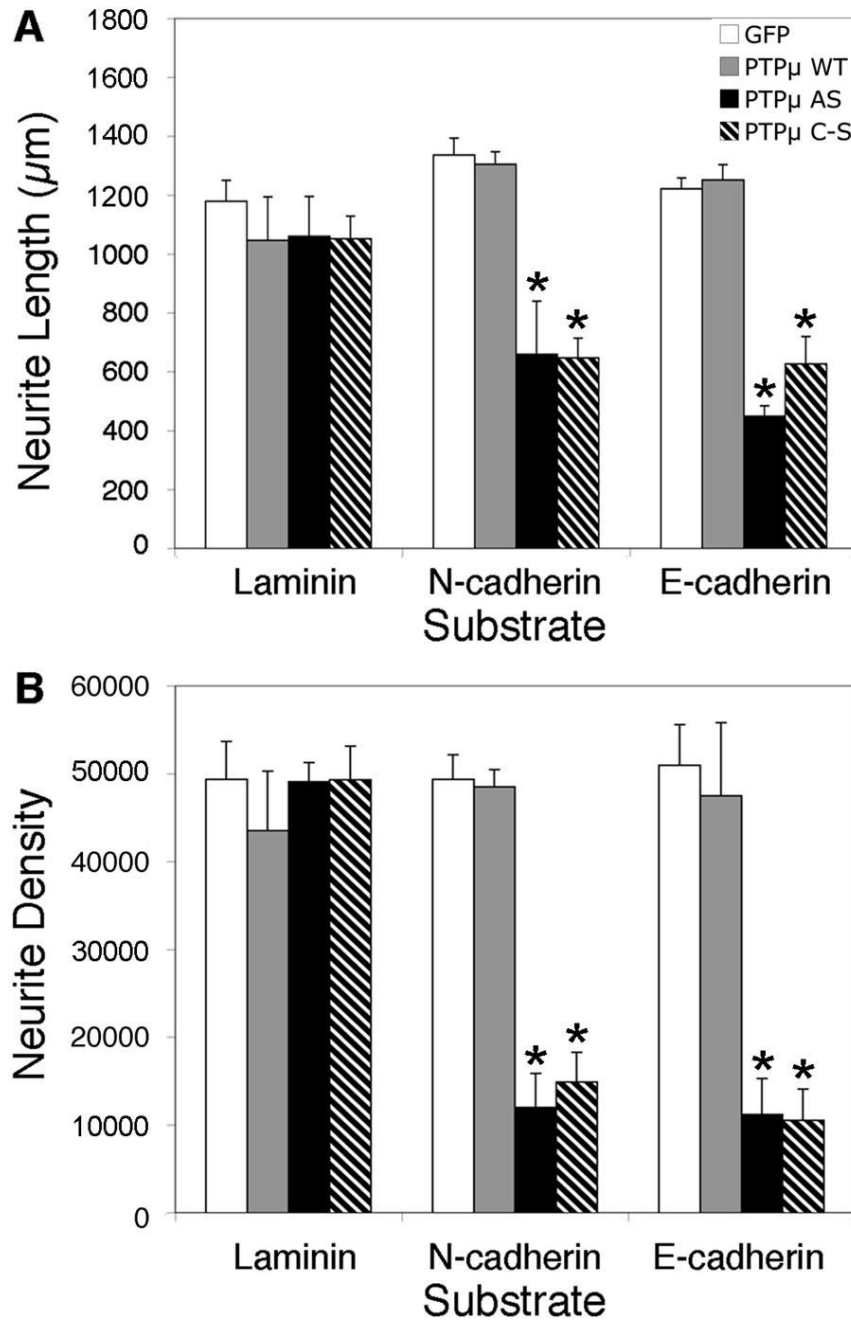 A
1800
1600
1400
1200
1000
800
600
400
200
0
Neurite Length (µm)
GFP
PTPµ WT
PTPµ AS
PTPµ C-S
*
*
*
*
Laminin
N-cadherin
E-cadherin
Substrate
B
60000
50000
40000
30000
20000
10000
0
Neurite Density
*
*
*
*
Laminin
N-cadherin
E-cadherin
Substrate